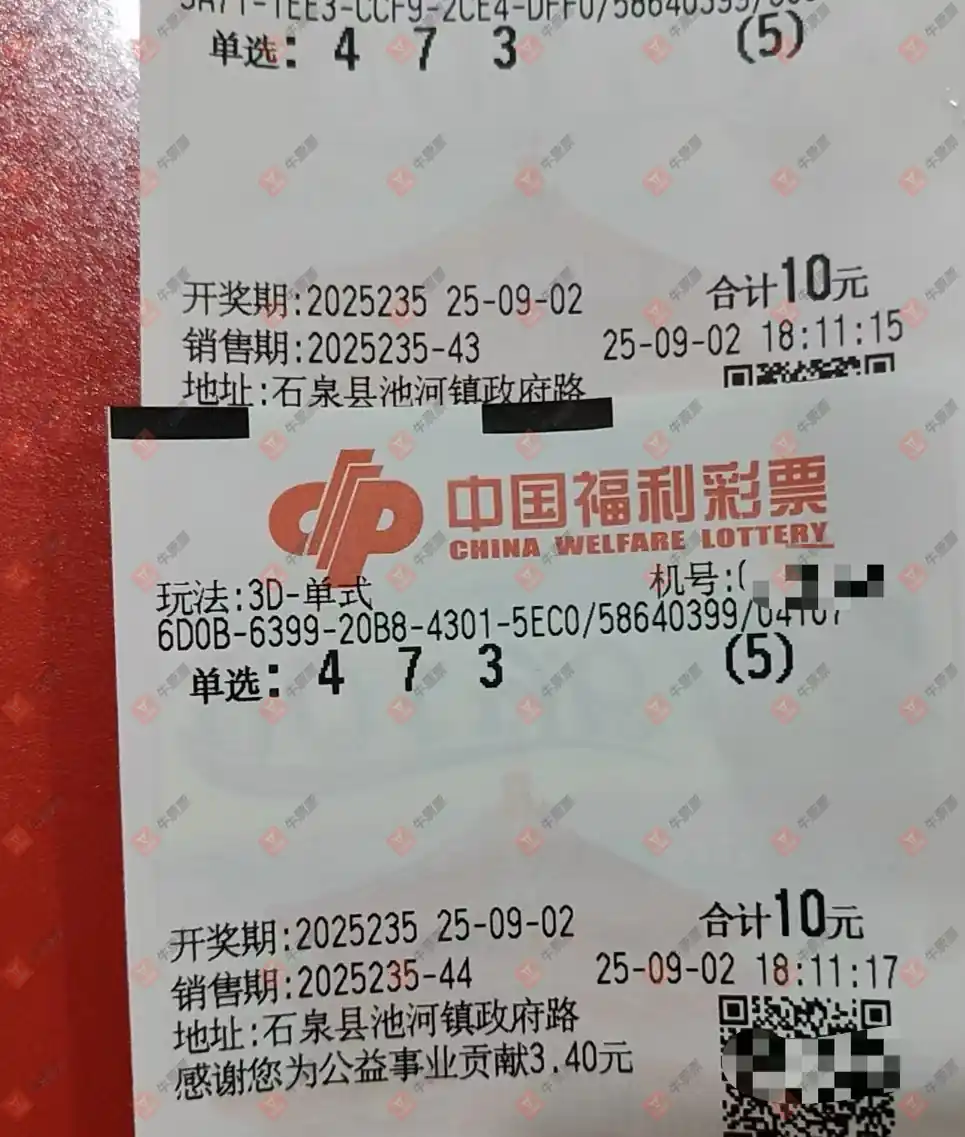 单选: 4 7 3 (5)
开奖期:2025235 25-09-02 合计10元
销售期:2025235-43 25-09-02 18:11:15
地址:石泉县池河镇政府路
中国福利彩票
CHINA WELFARE LOTTERY
玩法:3D-单式 机号:(
6D0B-6399-20B8-4301-5EC0/58640399/04107
单选: 4 7 3 (5)
开奖期:2025235 25-09-02 合计10元
销售期:2025235-44 25-09-02 18:11:17
地址:石泉县池河镇政府路
感谢您为公益事业贡献3.40元